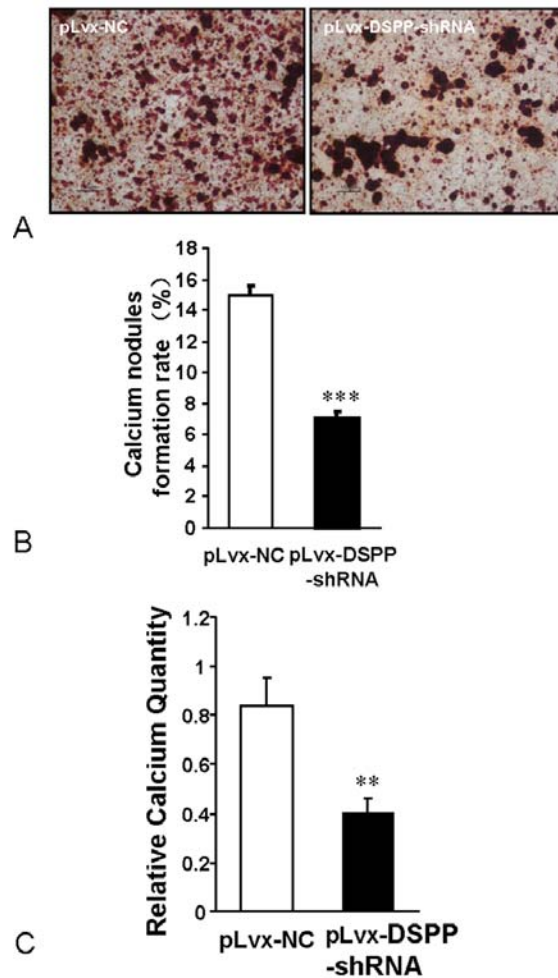 pLvx-NC
pLvx-DSPP-shRNA
A
18
16
14
12
10
8
6
4
2
0
Calcium nodules
formation rate (%)
***
pLvx-NC
pLvx-DSPP
-shRNA
B
1.2
1
0.8
0.6
0.4
0.2
0
Relative Calcium Quantity
**
pLvx-NC
pLvx-DSPP
-shRNA
C